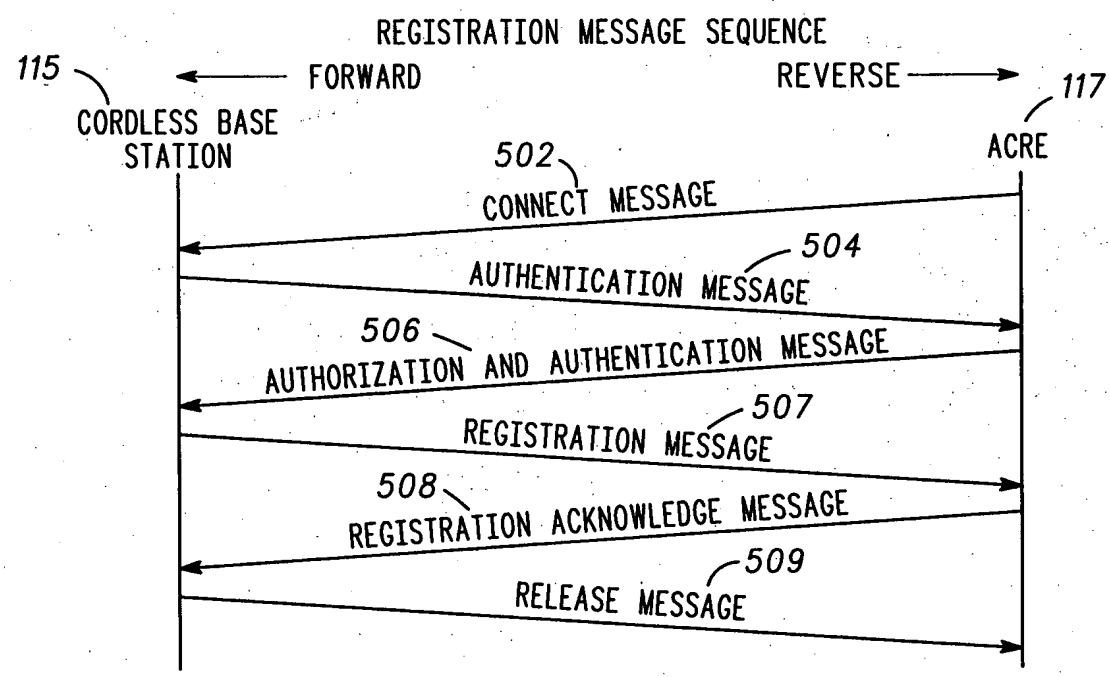 REGISTRATION MESSAGE SEQUENCE
115
FORWARD
REVERSE
117
CORDLESS BASE
STATION
ACRE
502
CONNECT MESSAGE
504
AUTHENTICATION MESSAGE
506
AUTHORIZATION AND AUTHENTICATION MESSAGE
507
REGISTRATION MESSAGE
508
REGISTRATION ACKNOWLEDGE MESSAGE
509
RELEASE MESSAGE